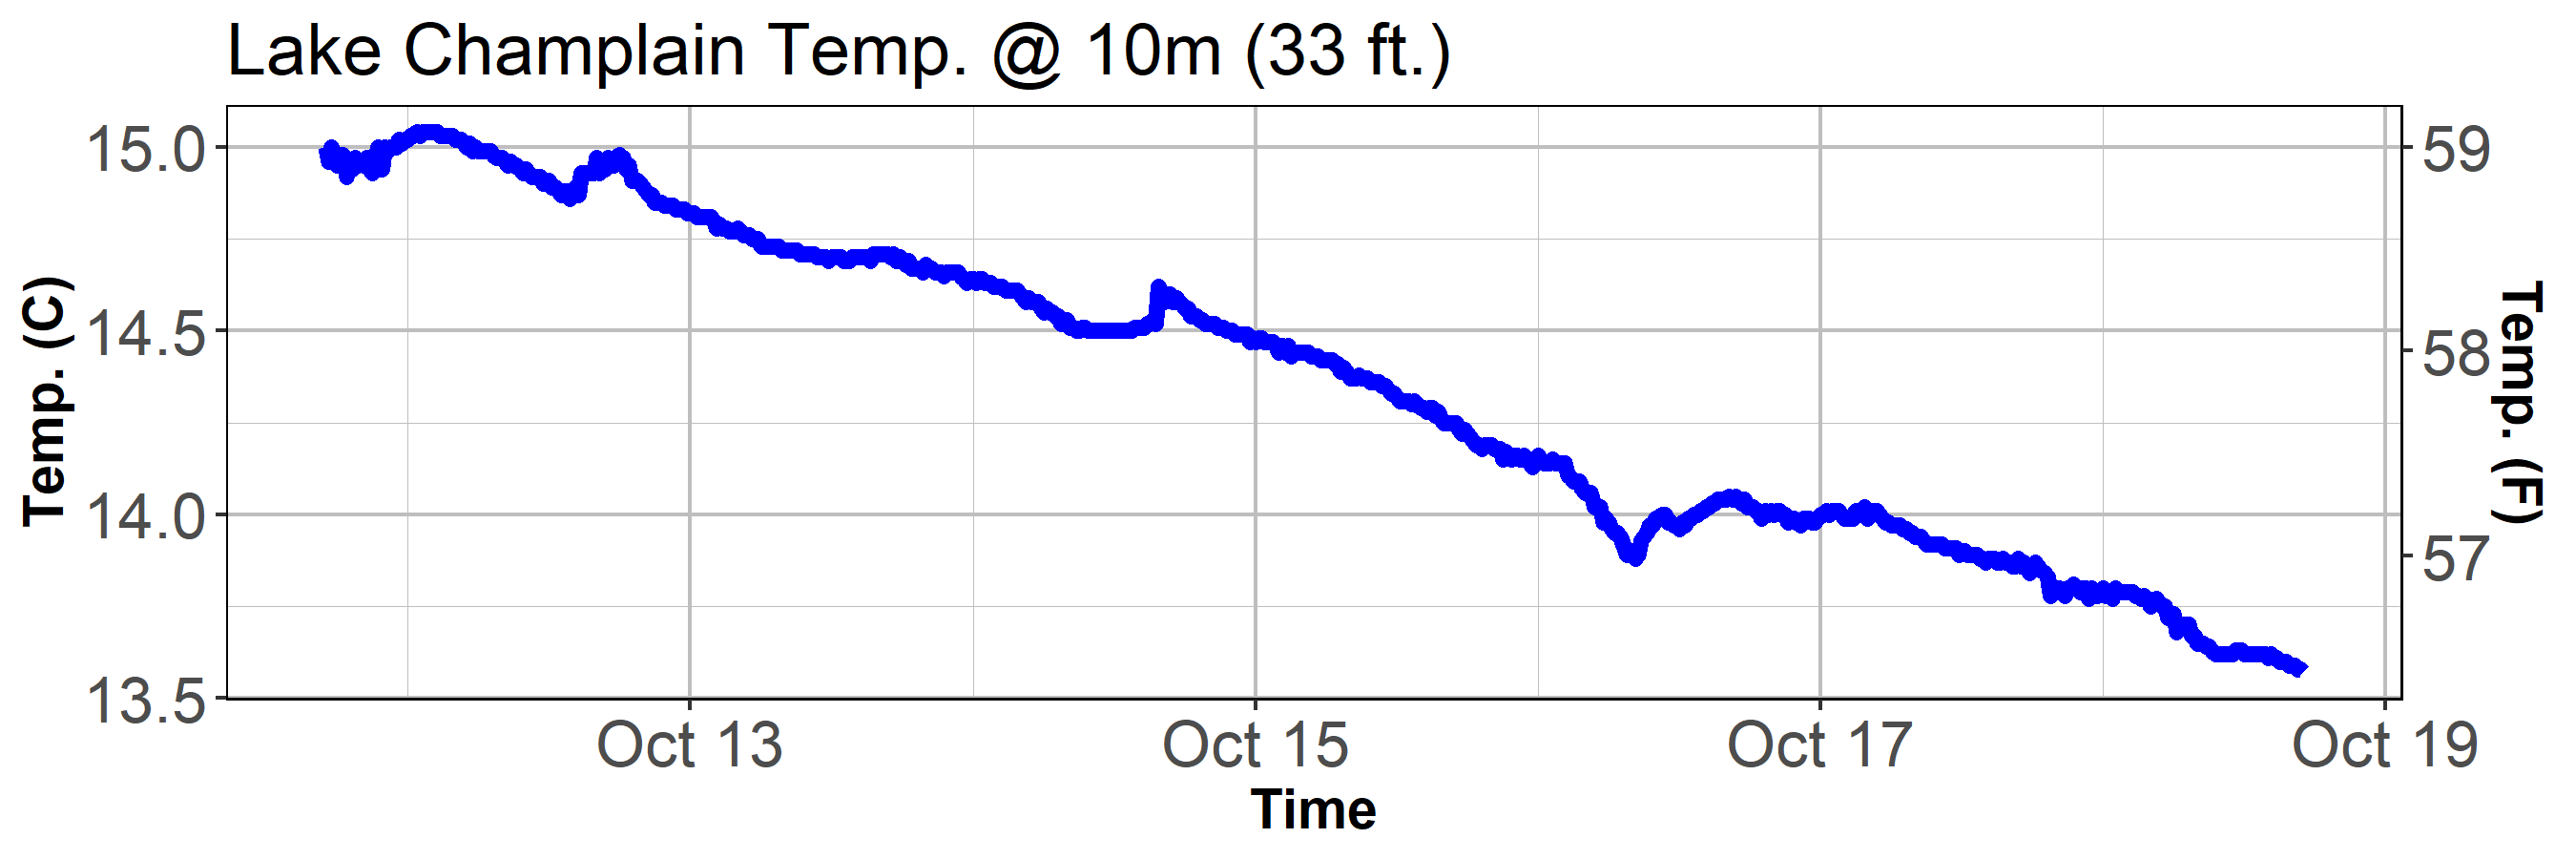 Lake Champlain Temp. @ 10m (33 ft.)
Temp. (C)
15.0
14.5
14.0
13.5
59
58
57
Temp. (F)
Oct 13
Oct 15
Oct 17
Oct 19
Time